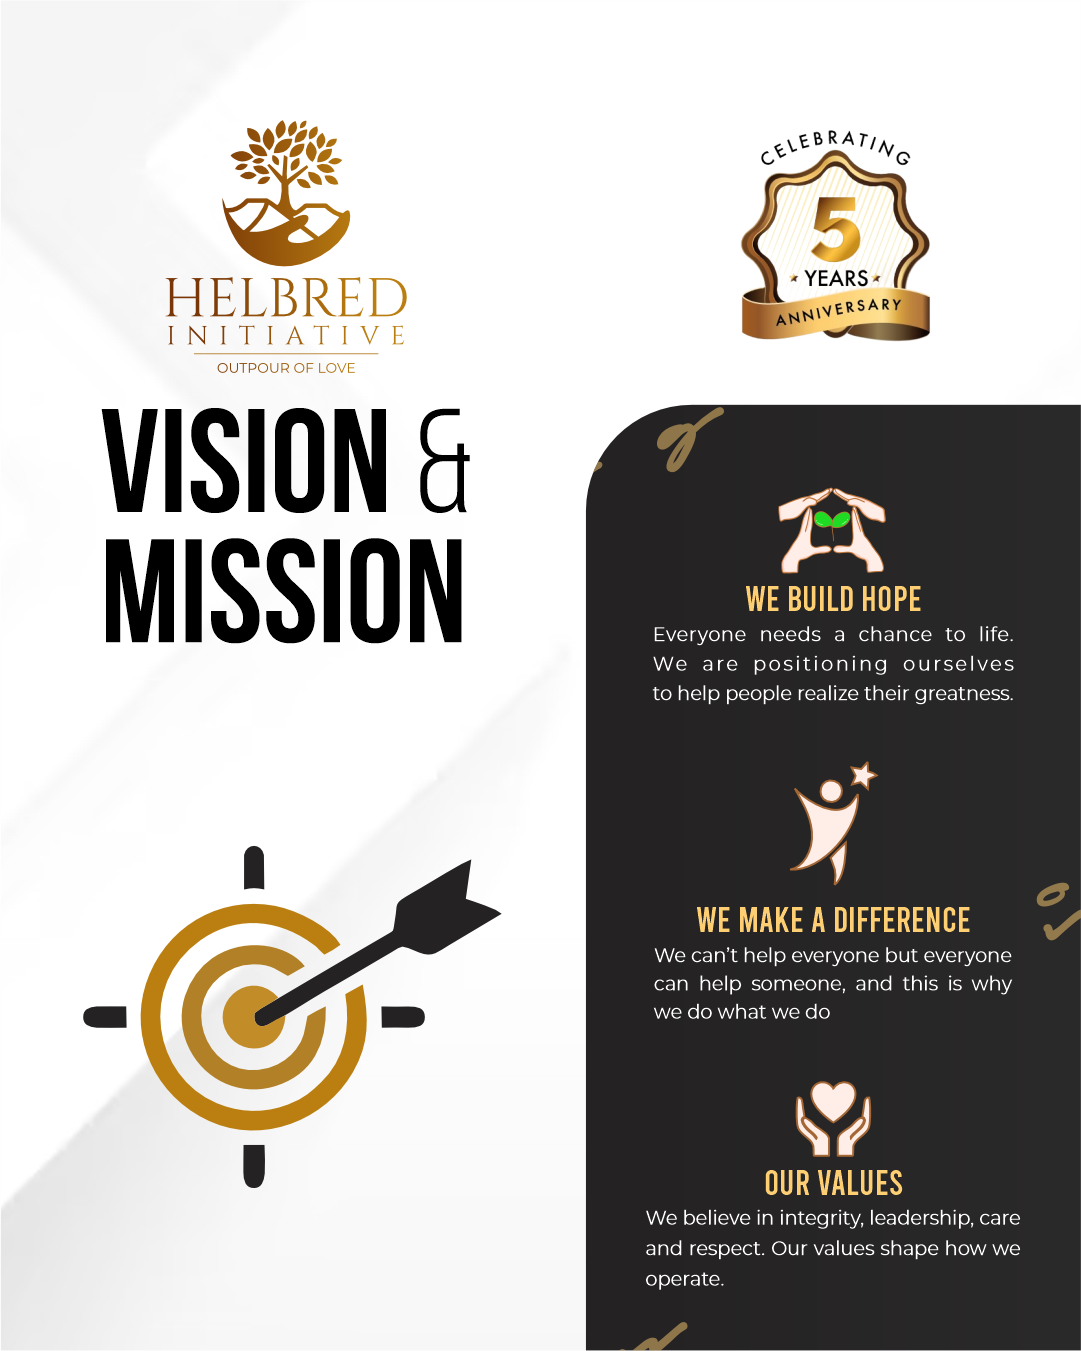 HELBRED
INITIATIVE
OUTPOUR OF LOVE
CELEBRATING
5
YEARS
ANNIVERSARY
VISION &
MISSION
WE BUILD HOPE
Everyone needs a chance to life.
We are positioning ourselves
to help people realize their greatness.
WE MAKE A DIFFERENCE
We can’t help everyone but everyone
can help someone, and this is why
we do what we do
OUR VALUES
We believe in integrity, leadership, care
and respect. Our values shape how we
operate.